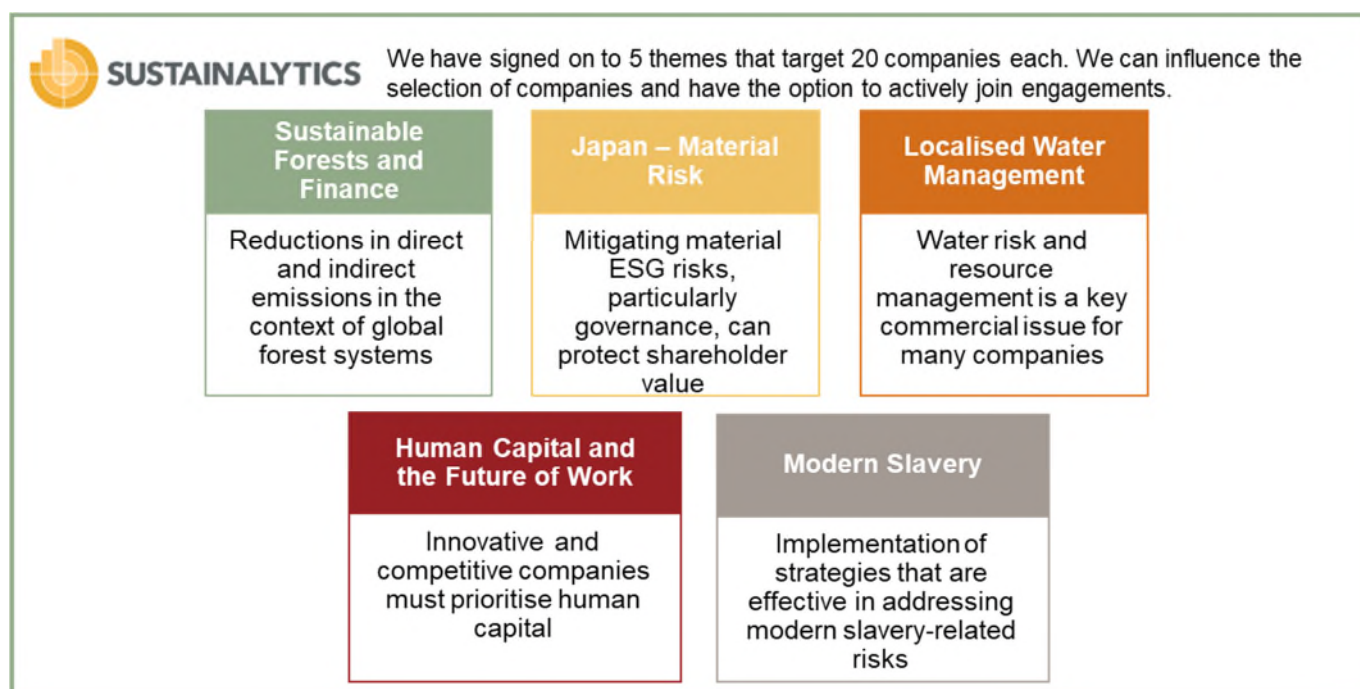 SUSTAINALYTICS
We have signed on to 5 themes that target 20 companies each. We can influence the
selection of companies and have the option to actively join engagements.
Sustainable
Forests and
Finance
Reductions in direct
and indirect
emissions in the
context of global
forest systems
Japan – Material
Risk
Mitigating material
ESG risks,
particularly
governance, can
protect shareholder
value
Localised Water
Management
Water risk and
resource
management is a key
commercial issue for
many companies
Human Capital and
the Future of Work
Innovative and
competitive companies
must prioritise human
capital
Modern Slavery
Implementation of
strategies that are
effective in addressing
modern slavery-related
risks